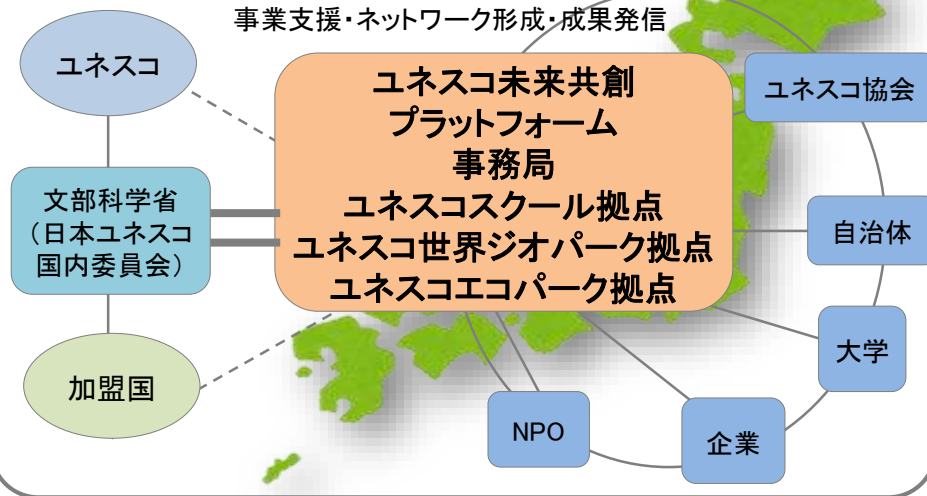 事業支援・ネットワーク形成・成果発信
ユネスコ
ユネスコ未来共創
プラットフォーム
事務局
ユネスコスクール拠点
ユネスコ世界ジオパーク拠点
ユネスコエコパーク拠点
ユネスコ協会
文部科学省
（日本ユネスコ
国内委員会）
自治体
大学
加盟国
NPO
企業